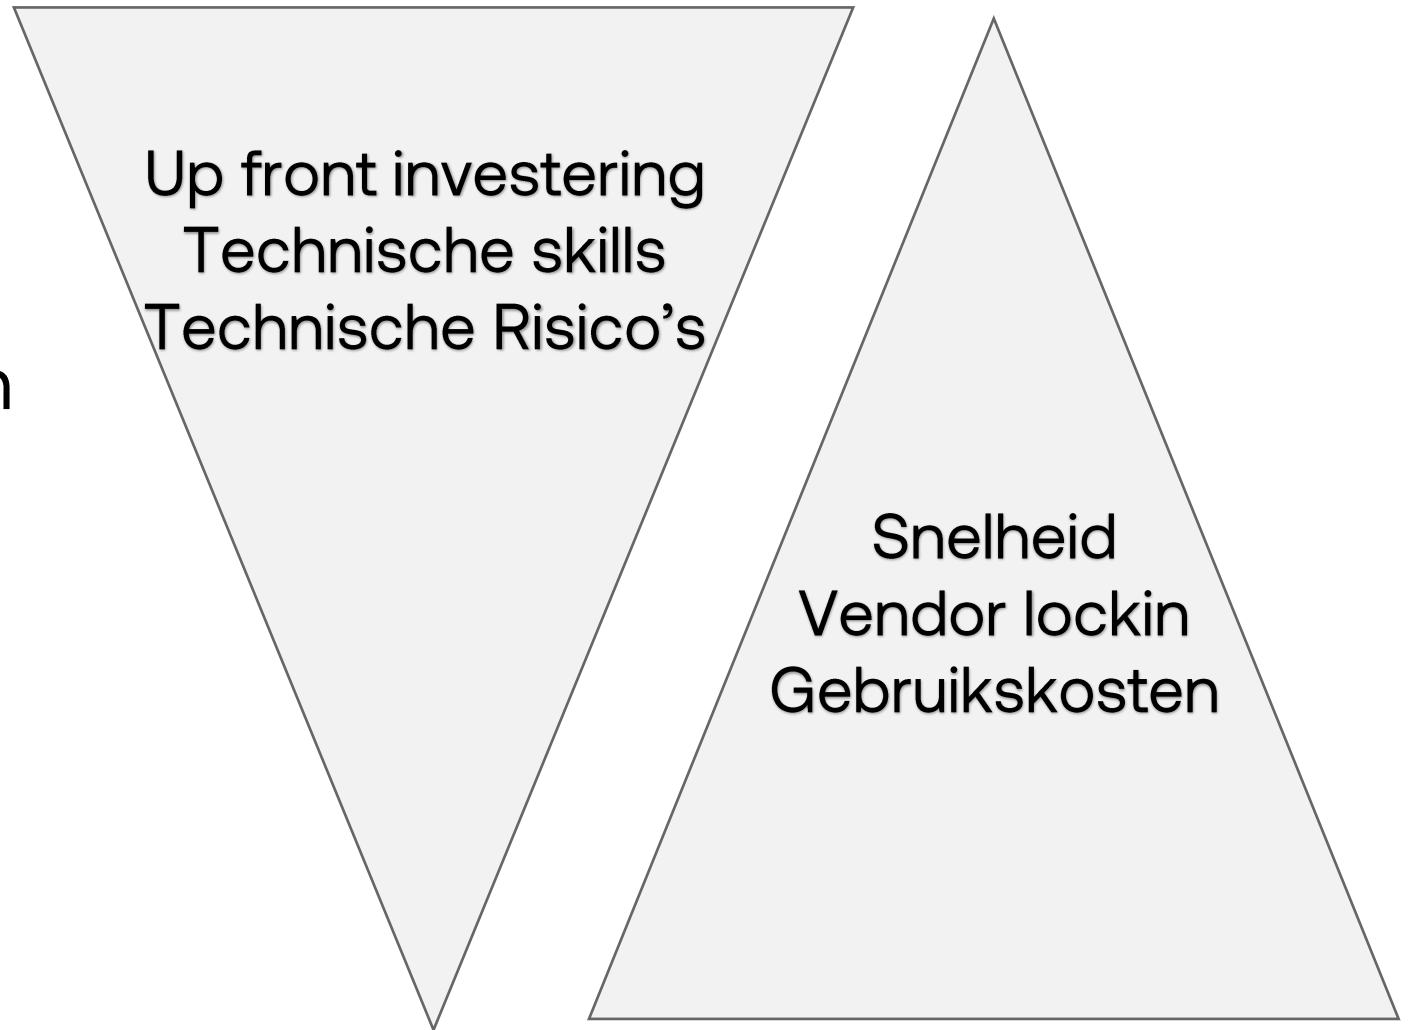 Up front investering
Technische skills
Technische Risico’s
Snelheid
Vendor lockin
Gebruikskosten